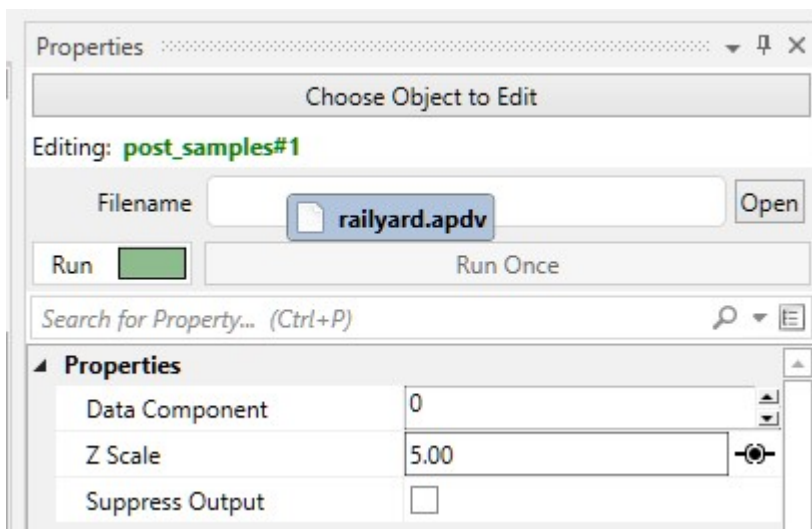 Properties
Choose Object to Edit
Editing: post_samples#1
Filename railyard.apdv Open
Run Run Once
Search for Property... (Ctrl+P)
Properties
Data Component 0
Z Scale 5.00
Suppress Output